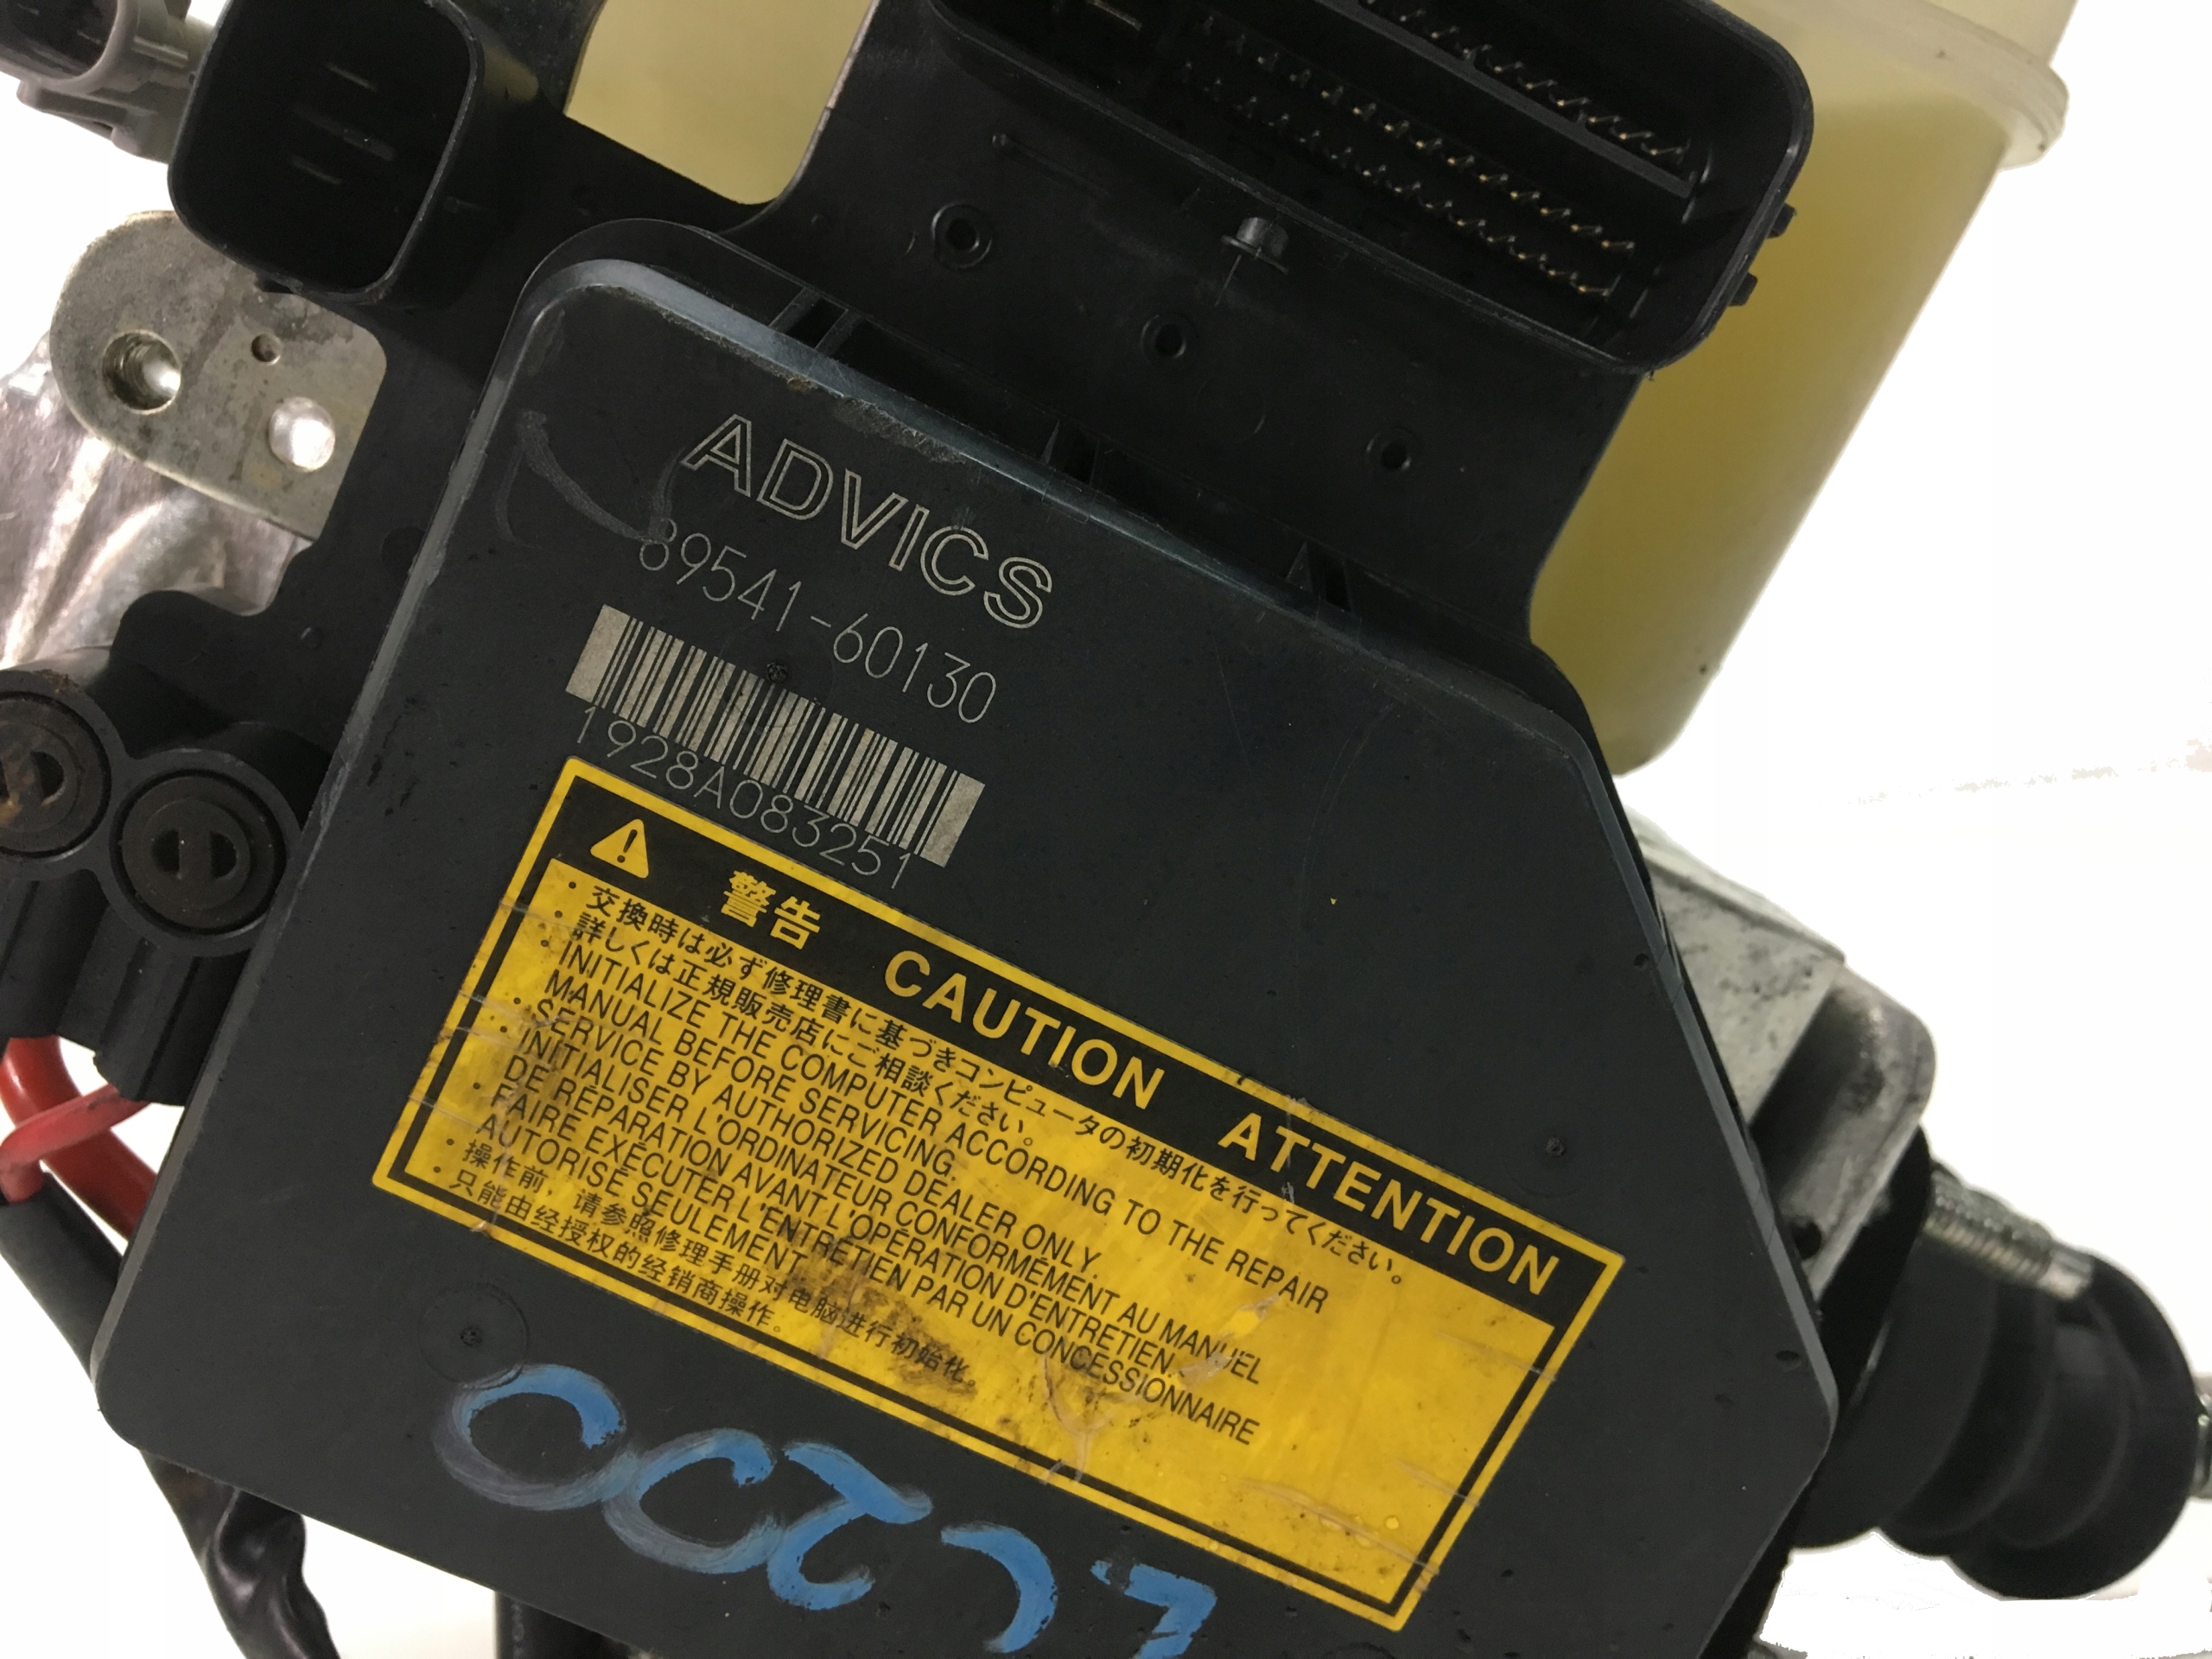 ADVICS
89541-60130
1928A083251
警告 CAUTION ATTENTION
・交換時は必ず修理書に基づきコンピュータの初期化を行ってください。
・詳しくは正規販売店にご相談ください。
・INITIALIZE THE COMPUTER ACCORDING TO THE REPAIR
MANUAL BEFORE SERVICING.
・SERVICE BY AUTHORIZED DEALER ONLY.
・INITIALISER L'ORDINATEUR CONFORMÉMENT AU MANUEL
DE RÉPARATION AVANT L'OPÉRATION D'ENTRETIEN.
・FAIRE EXÉCUTER L'ENTRETIEN PAR UN CONCESSIONNAIRE
AUTORISÉ SEULEMENT.
・操作前，请参照修理手册对电脑进行初始化。
・只能由经授权的经销商操作。